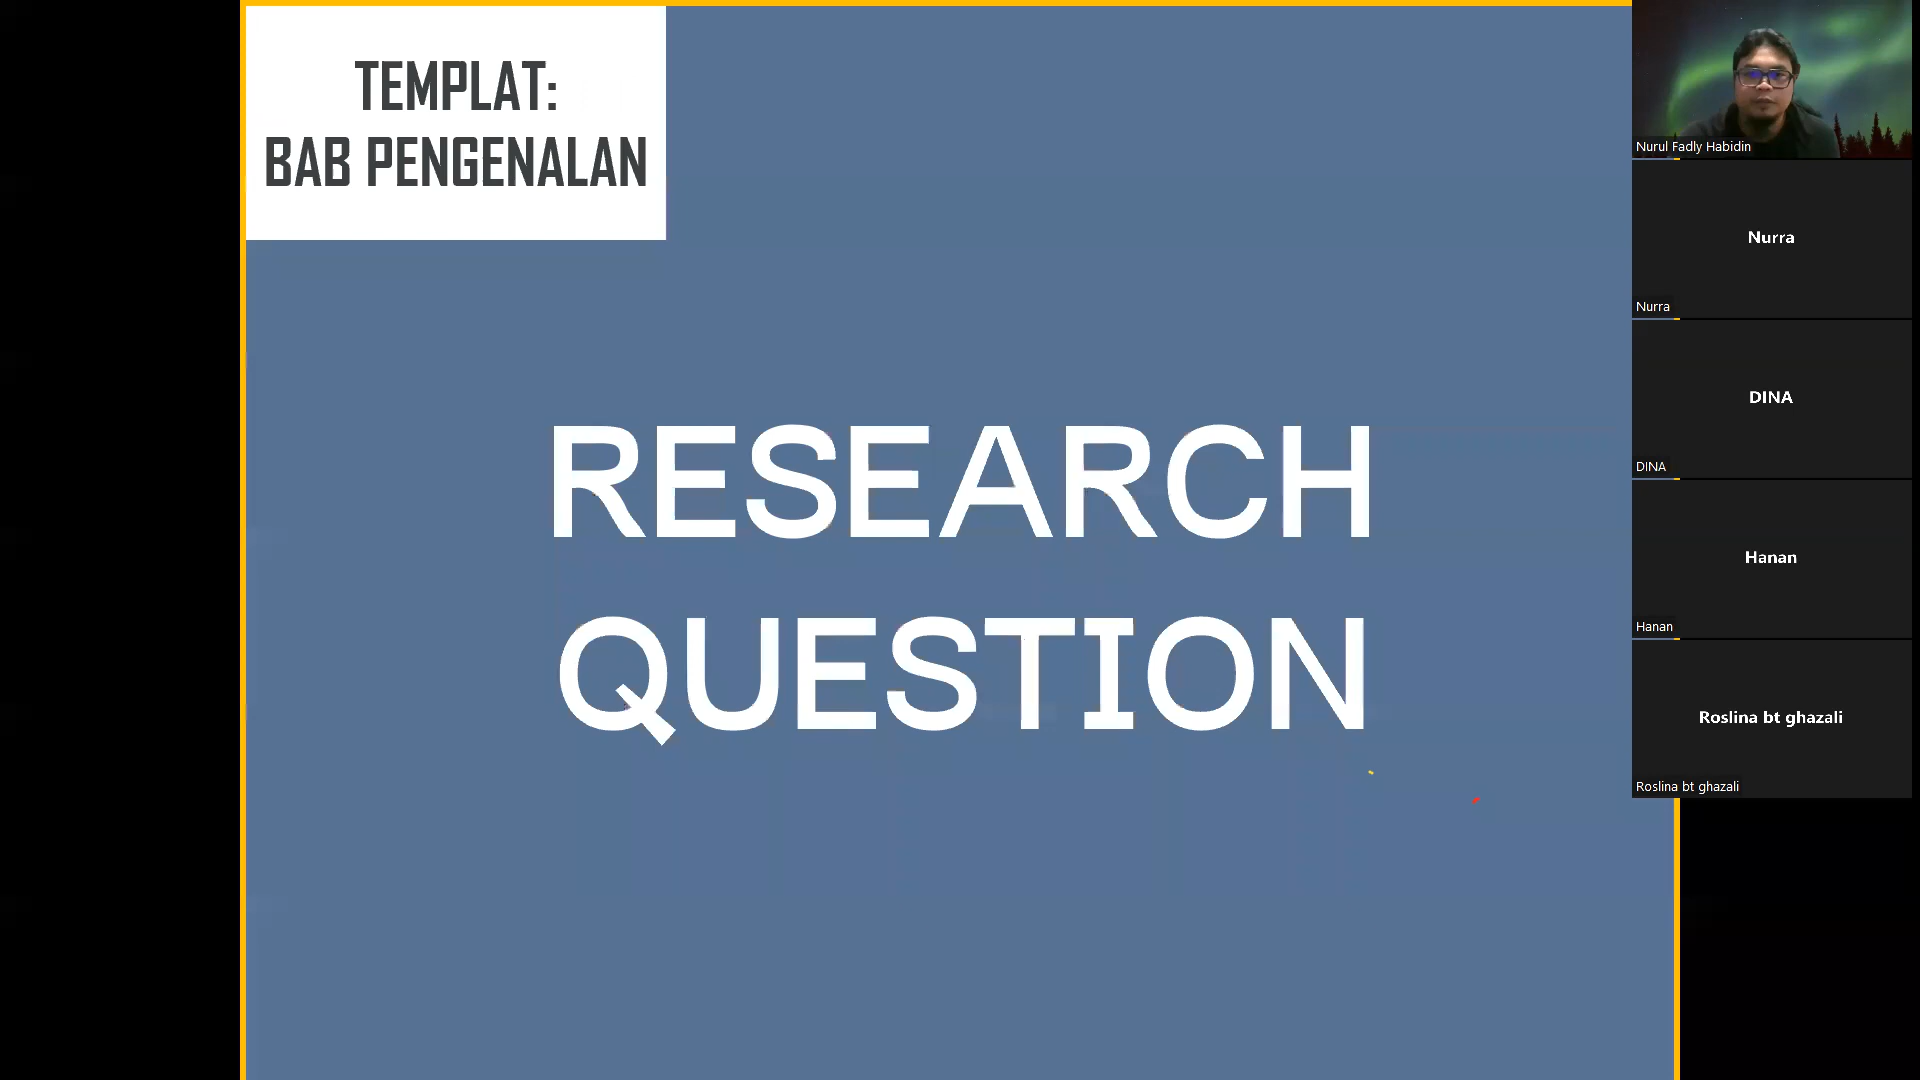 TEMPLAT:
BAB PENGENALAN
RESEARCH
QUESTION
Nurul Fadly Habidin
Nurra
Nurra
DINA
DINA
Hanan
Hanan
Roslina bt ghazali
Roslina bt ghazali